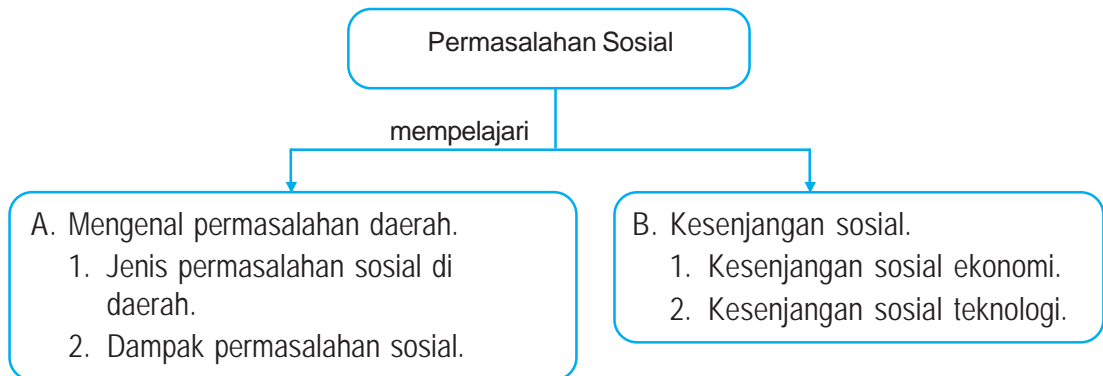 Permasalahan Sosial
mempelajari
A. Mengenal permasalahan daerah.
1. Jenis permasalahan sosial di
daerah.
2. Dampak permasalahan sosial.
B. Kesenjangan sosial.
1. Kesenjangan sosial ekonomi.
2. Kesenjangan sosial teknologi.